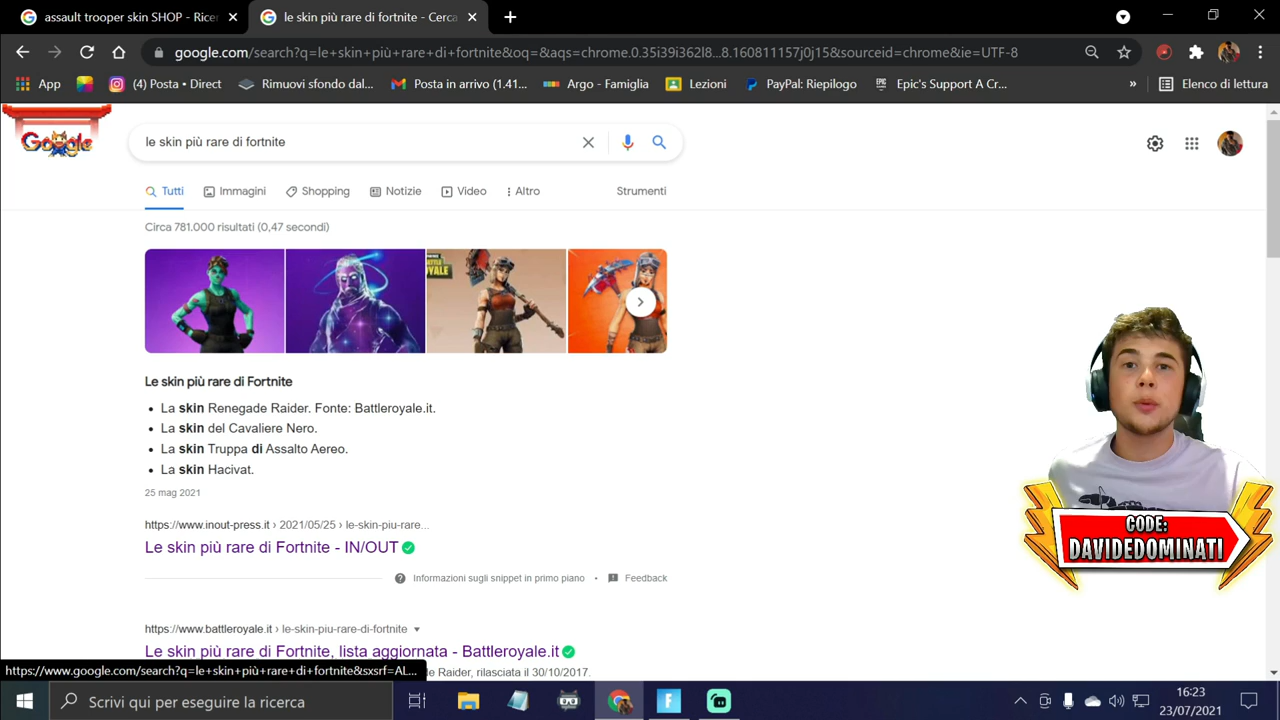 assault trooper skin SHOP - Ricer
le skin più rare di fortnite - Cerca
google.com/search?q=le+skin+più+rare+di+fortnite&oq=&aqs=chrome.0.35i39i362l8...8.160811157j0j15&sourceid=chrome&ie=UTF-8
App
(4) Posta • Direct
Rimuovi sfondo dal...
Posta in arrivo (1.41...
Argo - Famiglia
Lezioni
PayPal: Riepilogo
Epic's Support A Cr...
»
Elenco di lettura
Google
le skin più rare di fortnite
Tutti
Immagini
Shopping
Notizie
Video
Altro
Strumenti
Circa 781.000 risultati (0,47 secondi)
BATTLE
ROYALE
Le skin più rare di Fortnite
• La skin Renegade Raider. Fonte: Battleroyale.it.
• La skin del Cavaliere Nero.
• La skin Truppa di Assalto Aereo.
• La skin Hacivat.
25 mag 2021
https://www.inout-press.it › 2021/05/25 › le-skin-piu-rare...
Le skin più rare di Fortnite - IN/OUT
Informazioni sugli snippet in primo piano • Feedback
https://www.battleroyale.it › le-skin-piu-rare-di-fortnite
Le skin più rare di Fortnite, lista aggiornata - Battleroyale.it
le Raider, rilasciata il 30/10/2017.
https://www.google.com/search?q=le+skin+più+rare+di+fortnite&sxsrf=AL...
CODE:
DAVIDEDOMINATI
Scrivi qui per eseguire la ricerca
16:23
23/07/2021